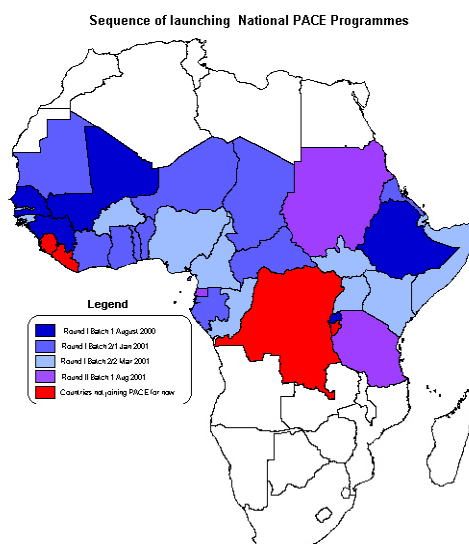 Sequence of launching National PACE Programmes
Legend
Round I Batch 1 August 2000
Round I Batch 2/1 Jan 2001
Round I Batch 2/2 Mar 2001
Round II Batch 1 Aug 2001
Countries not joining PACE for now